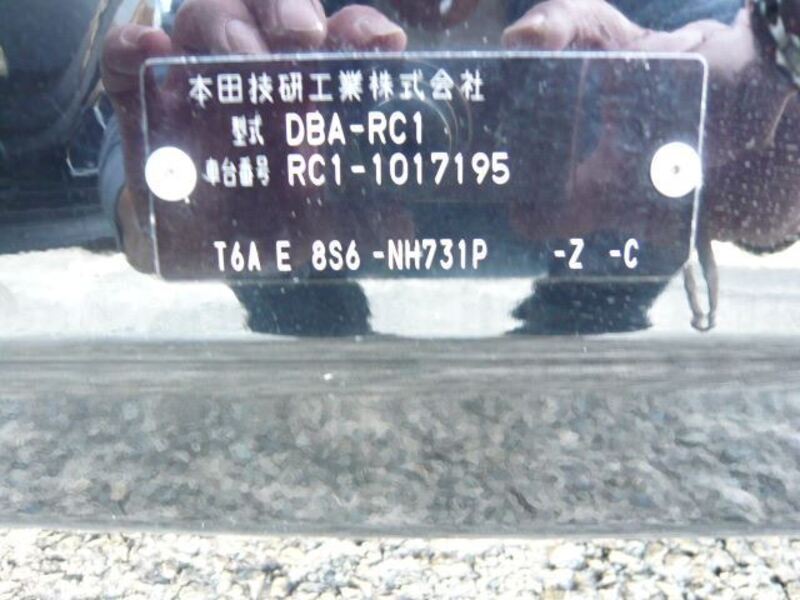 本田技研工業株式会社
型式 DBA-RC1
車台番号 RC1-1017195
T6A E 8S6 -NH731P -Z -C